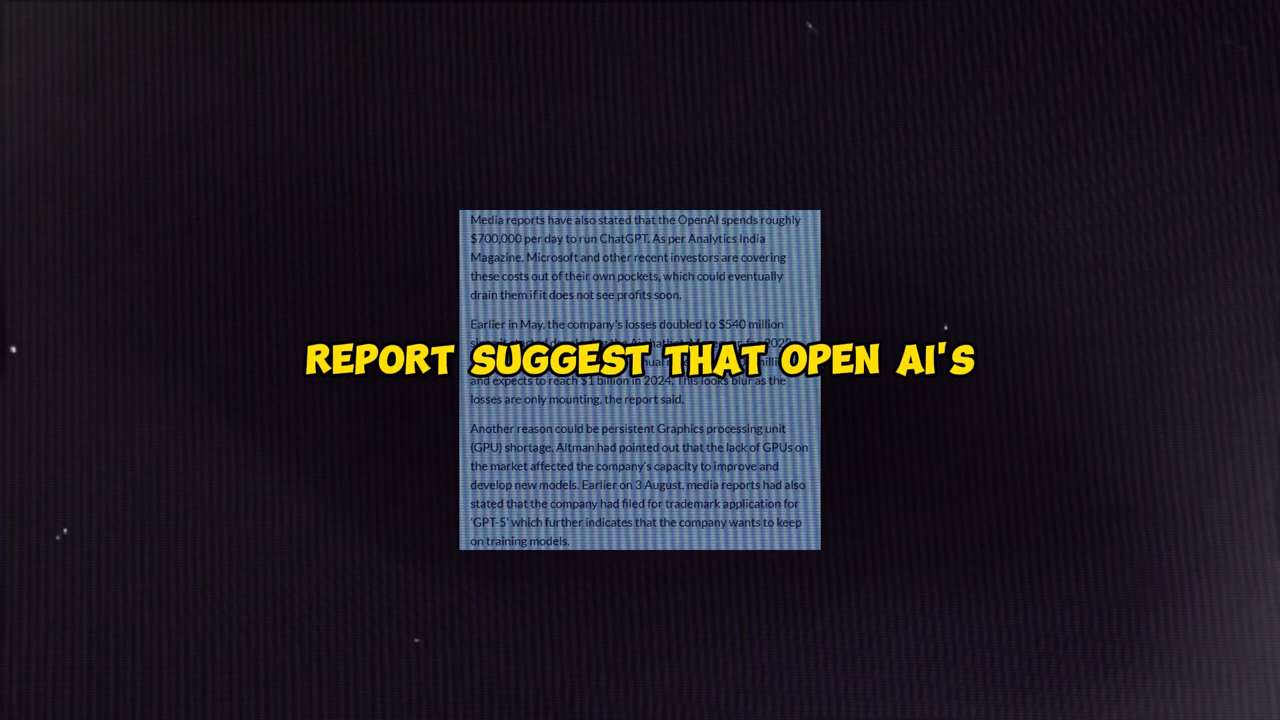 Media reports have also stated that the OpenAI spends roughly
$700,000 per day to run ChatGPT. As per Analytics India
Magazine, Microsoft and other recent investors are covering
these costs out of their own pockets, which could eventually
drain them if it does not see profits soon.
Earlier in May, the company's losses doubled to $540 million
REPORT SUGGEST THAT OPEN AI'S
and expects to reach $1 billion in 2024. This looks blur as the
losses are only mounting, the report said.
Another reason could be persistent Graphics processing unit
(GPU) shortage. Altman had pointed out that the lack of GPUs on
the market affected the company's capacity to improve and
develop new models. Earlier on 3 August, media reports had also
stated that the company had filed for trademark application for
'GPT-5' which further indicates that the company wants to keep
on training models.